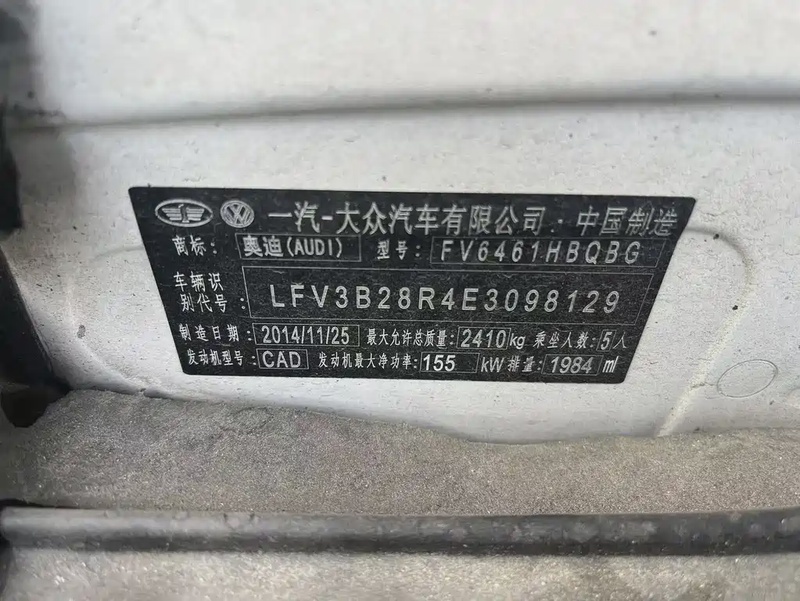 一汽-大众汽车有限公司 中国制造
商标: 奥迪(AUDI) 型号: FV6461HBQBG
车辆识别代号: LFV3B28R4E3098129
制造日期: 2014/11/25 最大允许总质量: 2410kg 乘坐人数: 5人
发动机型号: CAD 发动机最大净功率: 155 kW 排量: 1984 ml